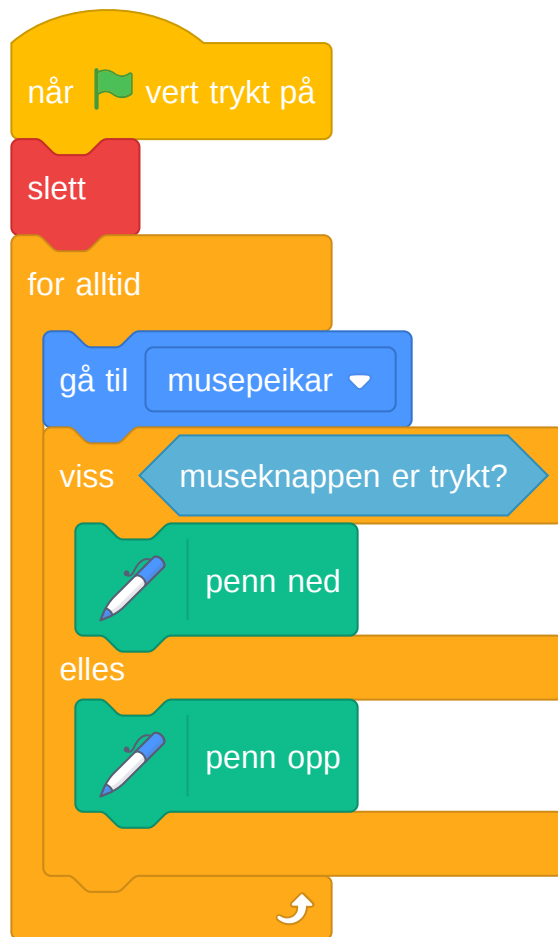 når vert trykt på
slett
for alltid
gå til musepeikar
viss museknappen er trykt?
penn ned
elles
penn opp